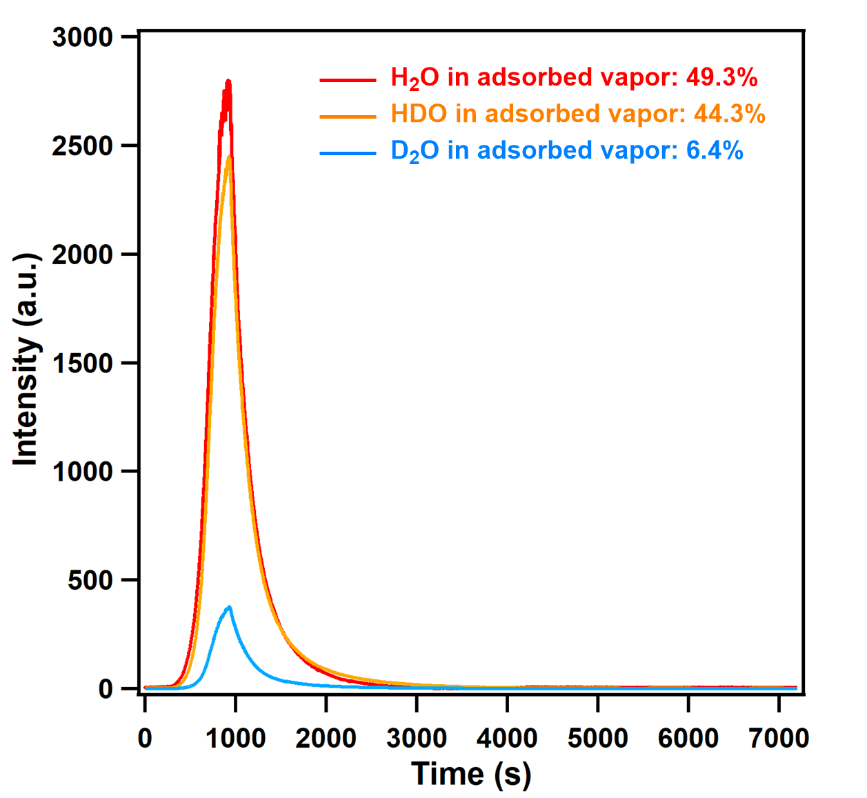 3000
2500
2000
1500
1000
500
0
Intensity (a.u.)
H₂O in adsorbed vapor: 49.3%
HDO in adsorbed vapor: 44.3%
D₂O in adsorbed vapor: 6.4%
0 1000 2000 3000 4000 5000 6000 7000
Time (s)